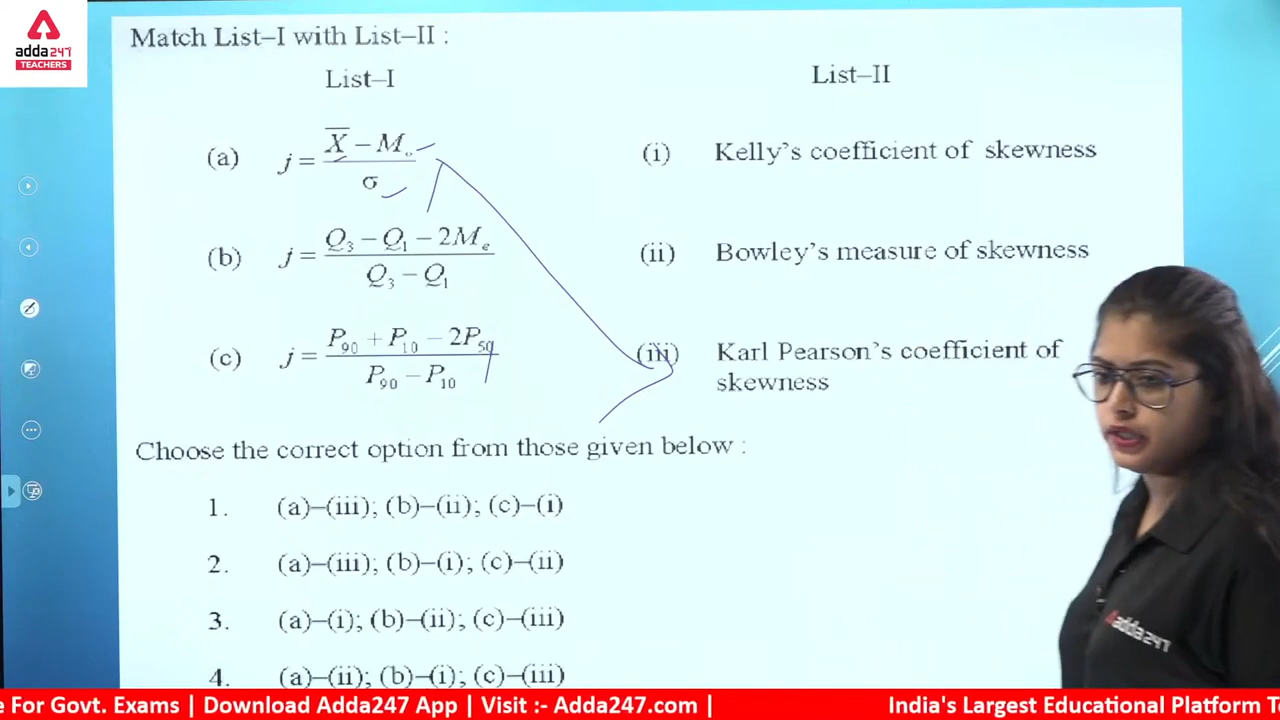 adda247
TEACHERS
Match List–I with List–II :
List–I
List–II
(a) j = (X̅ − Mₒ) / σ
(i) Kelly's coefficient of skewness
(b) j = (Q₃ − Q₁ − 2Mₑ) / (Q₃ − Q₁)
(ii) Bowley's measure of skewness
(c) j = (P₉₀ + P₁₀ − 2P₅₀) / (P₉₀ − P₁₀)
(iii) Karl Pearson's coefficient of
skewness
Choose the correct option from those given below :
1. (a)–(iii); (b)–(ii); (c)–(i)
2. (a)–(iii); (b)–(i); (c)–(ii)
3. (a)–(i); (b)–(ii); (c)–(iii)
4. (a)–(ii); (b)–(i); (c)–(iii)
adda247
e For Govt. Exams | Download Adda247 App | Visit :- Adda247.com | India's Largest Educational Platform T